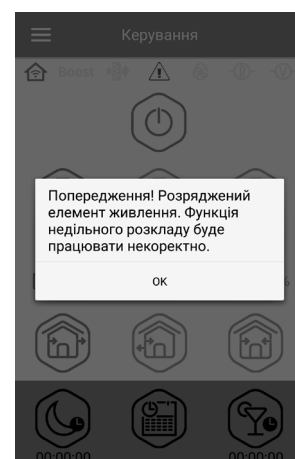 Керування
Boost
Попередження! Розряджений
елемент живлення. Функція
недільного розкладу буде
працювати некоректно.
ОК
%
00:00:00
00:00:00